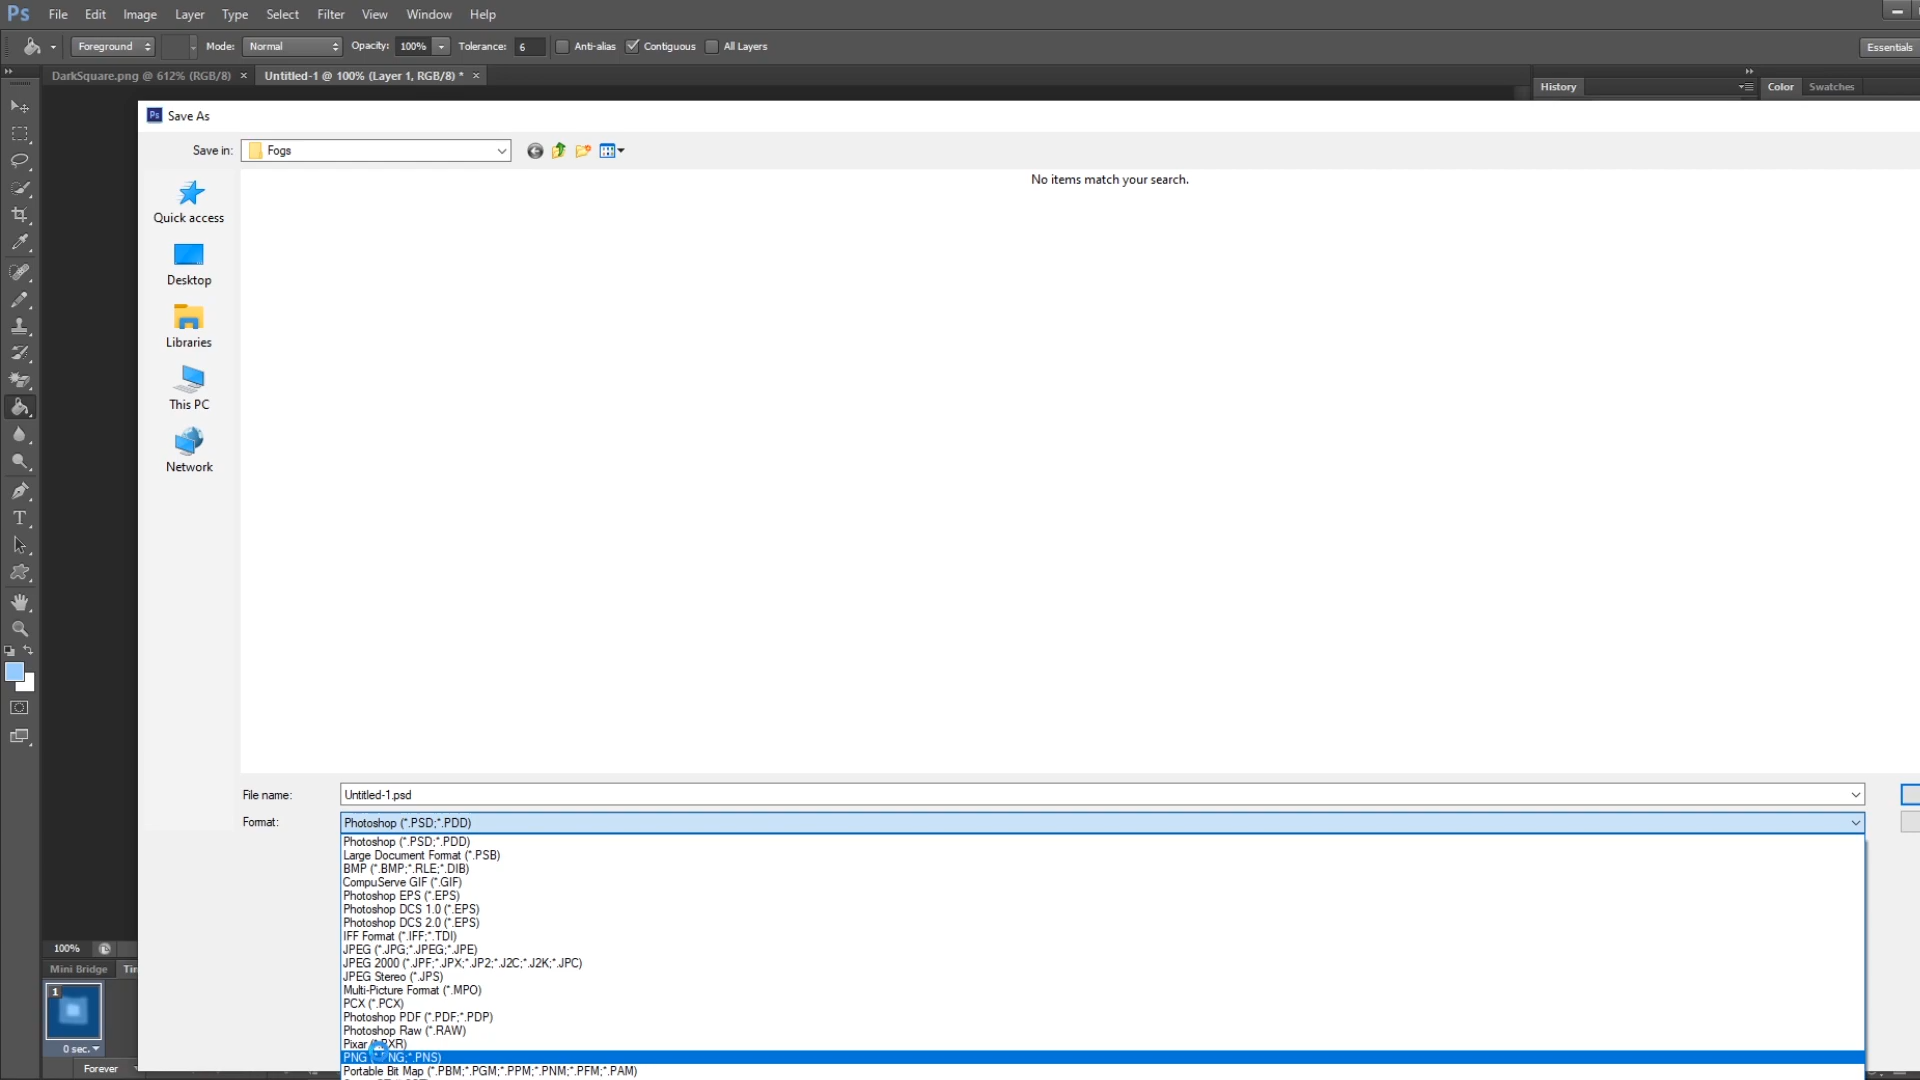 Ps File Edit Image Layer Type Select Filter View Window Help
Foreground Mode: Normal Opacity: 100% Tolerance: 6 Anti-alias Contiguous All Layers Essentials
DarkSquare.png @ 612% (RGB/8) × Untitled-1 @ 100% (Layer 1, RGB/8) * ×
History Color Swatches
Ps Save As
Save in: Fogs
No items match your search.
Quick access
Desktop
Libraries
This PC
Network
File name: Untitled-1.psd
Format: Photoshop (*.PSD;*.PDD)
Photoshop (*.PSD;*.PDD)
Large Document Format (*.PSB)
BMP (*.BMP;*.RLE;*.DIB)
CompuServe GIF (*.GIF)
Photoshop EPS (*.EPS)
Photoshop DCS 1.0 (*.EPS)
Photoshop DCS 2.0 (*.EPS)
IFF Format (*.IFF;*.TDI)
JPEG (*.JPG;*.JPEG;*.JPE)
JPEG 2000 (*.JPF;*.JPX;*.JP2;*.J2C;*.J2K;*.JPC)
JPEG Stereo (*.JPS)
Multi-Picture Format (*.MPO)
PCX (*.PCX)
Photoshop PDF (*.PDF;*.PDP)
Photoshop Raw (*.RAW)
Pixar (*.PXR)
PNG (*.PNG;*.PNS)
Portable Bit Map (*.PBM;*.PGM;*.PPM;*.PNM;*.PFM;*.PAM)
100%
Mini Bridge Tim
1
0 sec.
Forever